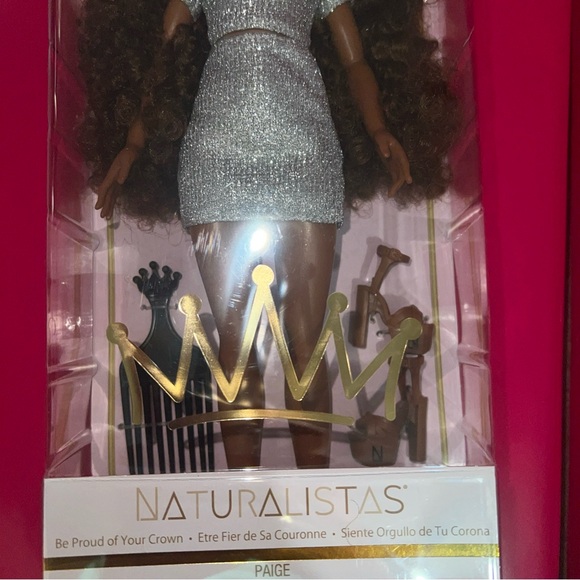 N
NATURALISTAS®
Be Proud of Your Crown • Etre Fier de Sa Couronne • Siente Orgullo de Tu Corona
PAIGE